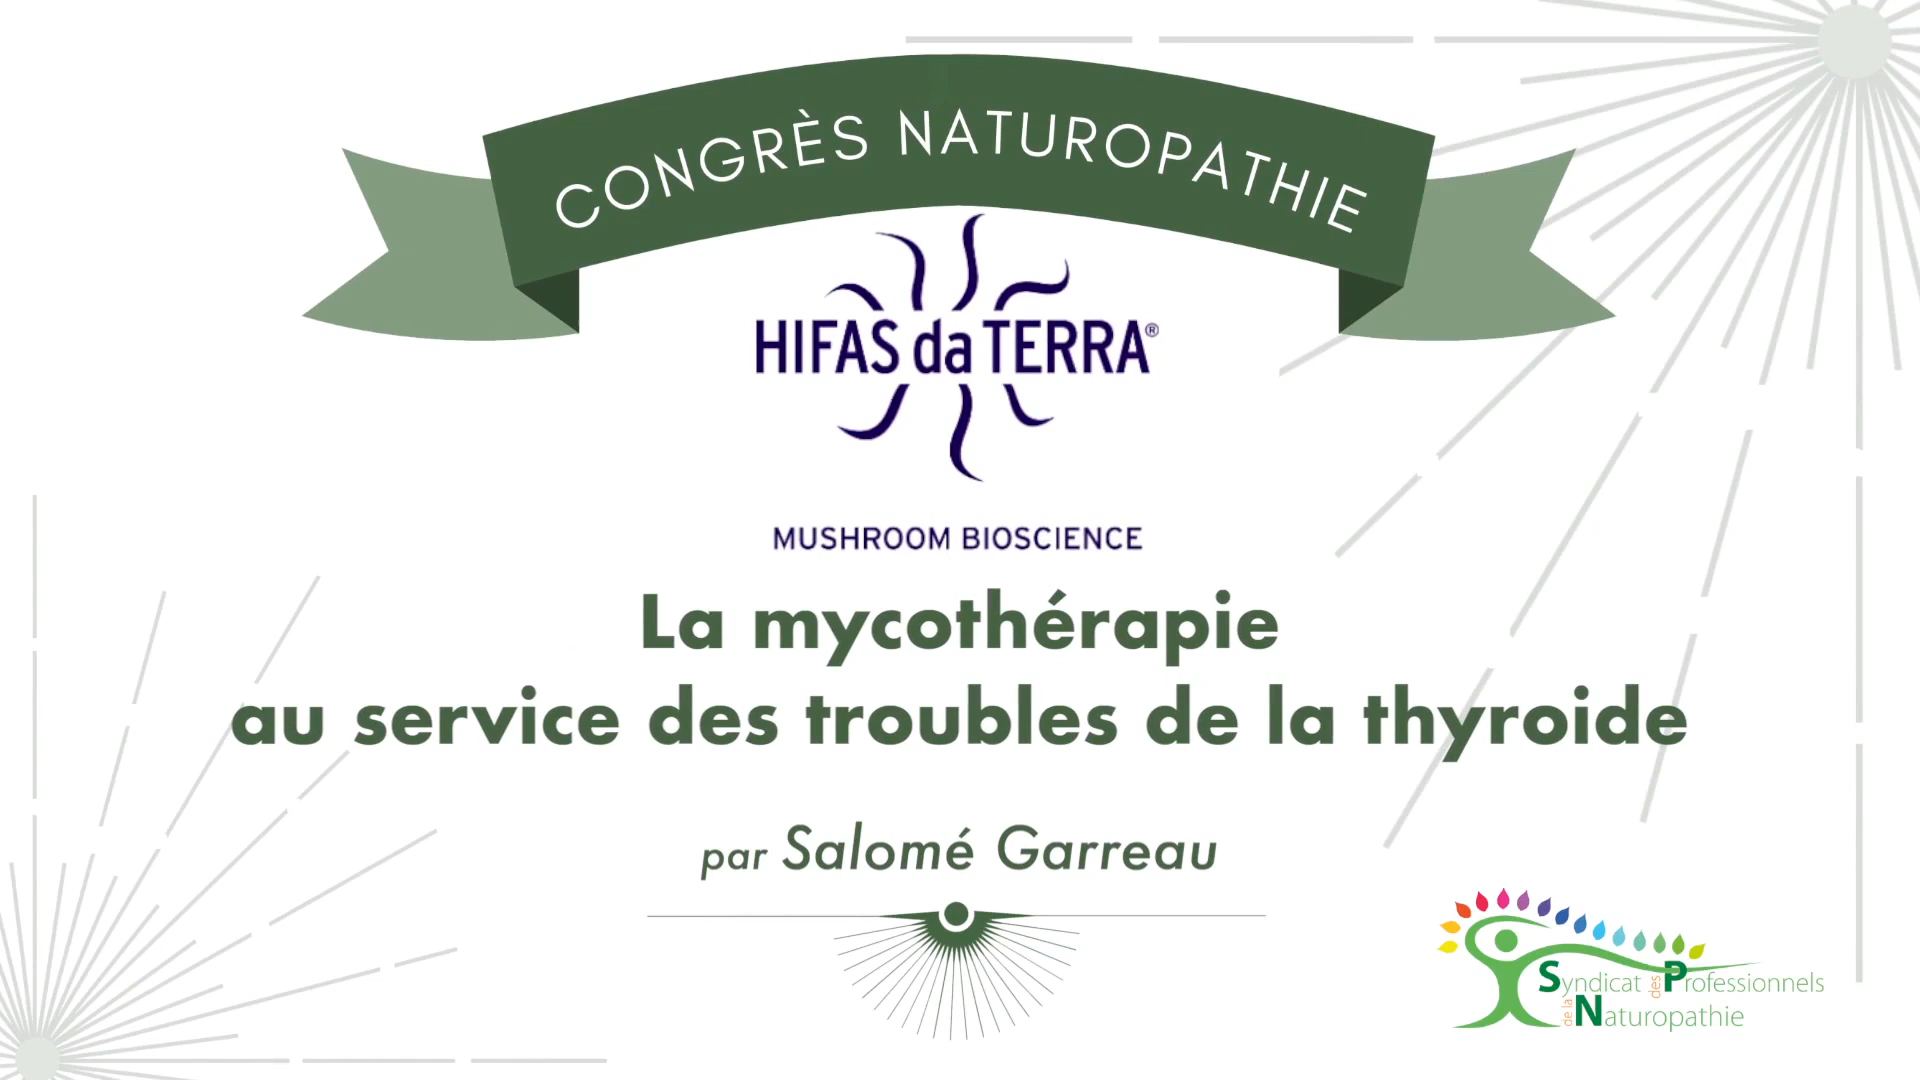 CONGRÈS NATUROPATHIE
HIFAS da TERRA®
MUSHROOM BIOSCIENCE
La mycothérapie
au service des troubles de la thyroide
par Salomé Garreau
Syndicat des Professionnels
de la Naturopathie